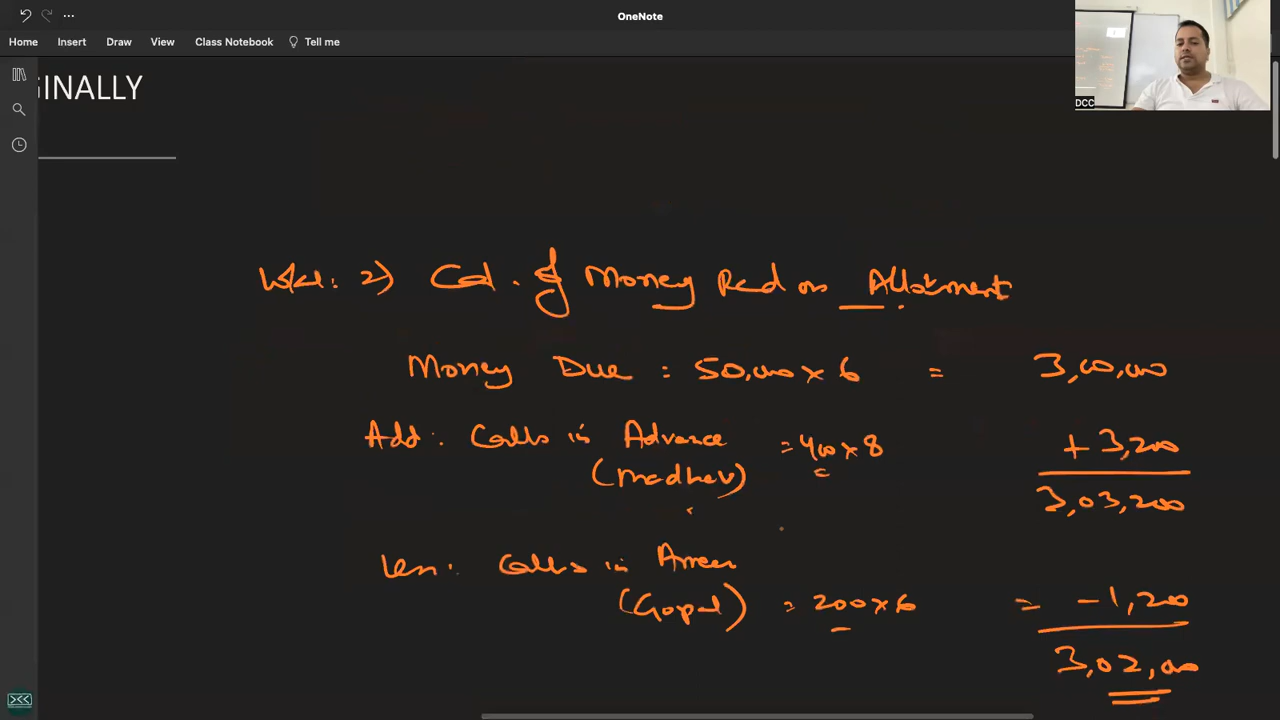 OneNote
Home Insert Draw View Class Notebook Tell me
GINALLY
DCC
2) Cal. of Money Recd on Allotment
Money Due : 50,000 x 6 = 3,00,000
Add: Calls in Advance = 400 x 8 + 3,200
(Madhav)
3,03,200
Less: Calls in Arrear
(Gopal) = 200 x 6 = - 1,200
3,02,000